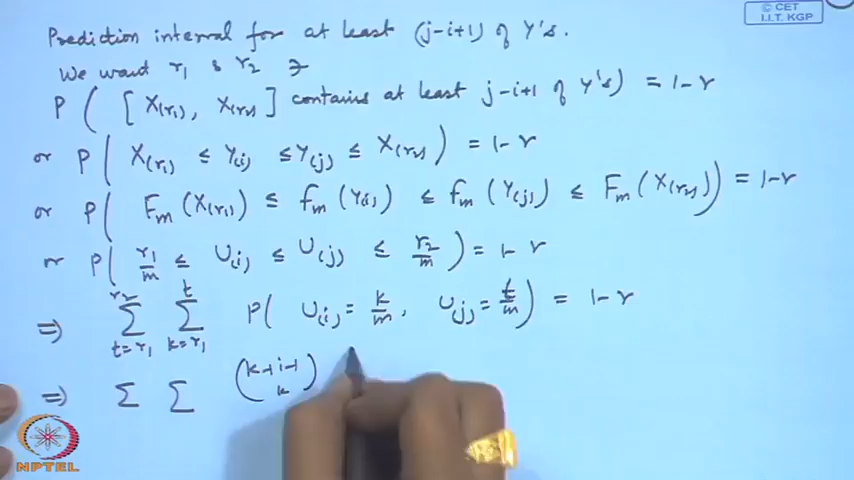 © CET
I.I.T. KGP
Prediction interval for at least (j-i+1) of Y's.
We want r₁ & r₂ ∋
P ( [ X(r₁), X(r₂) ] contains at least j-i+1 of Y's ) = 1-r
or P ( X(r₁) ≤ Y(i) ≤ Y(j) ≤ X(r₂) ) = 1-r
or P ( Fₘ (X(r₁)) ≤ fₘ (Y(i)) ≤ fₘ (Y(j)) ≤ Fₘ (X(r₂)) ) = 1-r
or P ( r₁/m ≤ U(i) ≤ U(j) ≤ r₂/m ) = 1-r
⇒ ∑_{t=r₁}^{r₂} ∑_{k=r₁}^{t} P ( U(i) = k/m, U(j) = t/m ) = 1-r
⇒ ∑ ∑ (k+i-1 k)
NPTEL